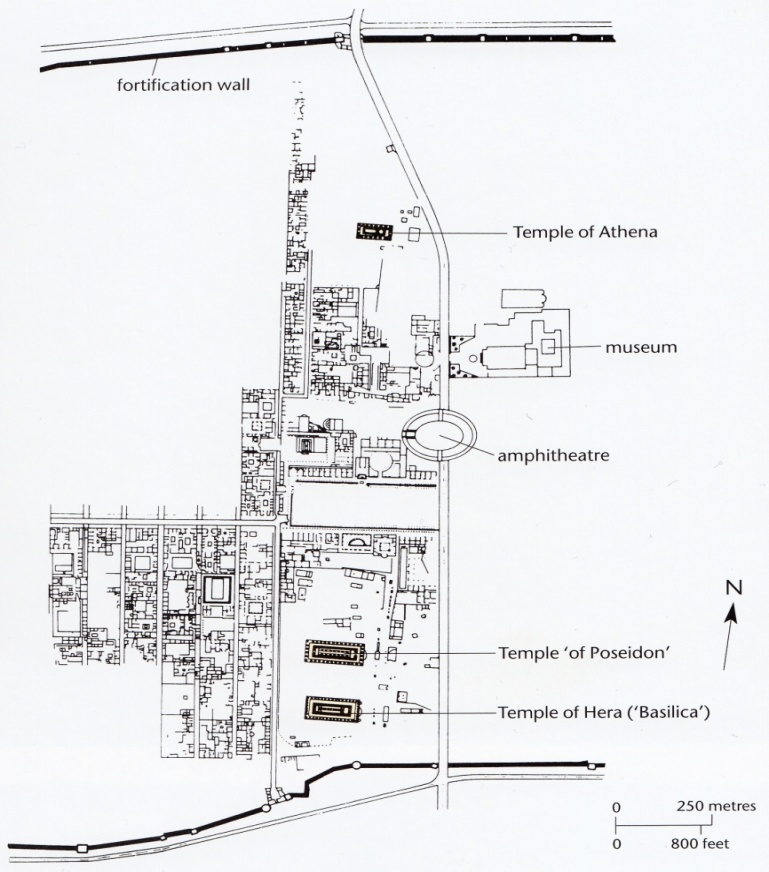 fortification wall
Temple of Athena
museum
amphitheatre
N
Temple ‘of Poseidon’
Temple of Hera (‘Basilica’)
0 250 metres
0 800 feet